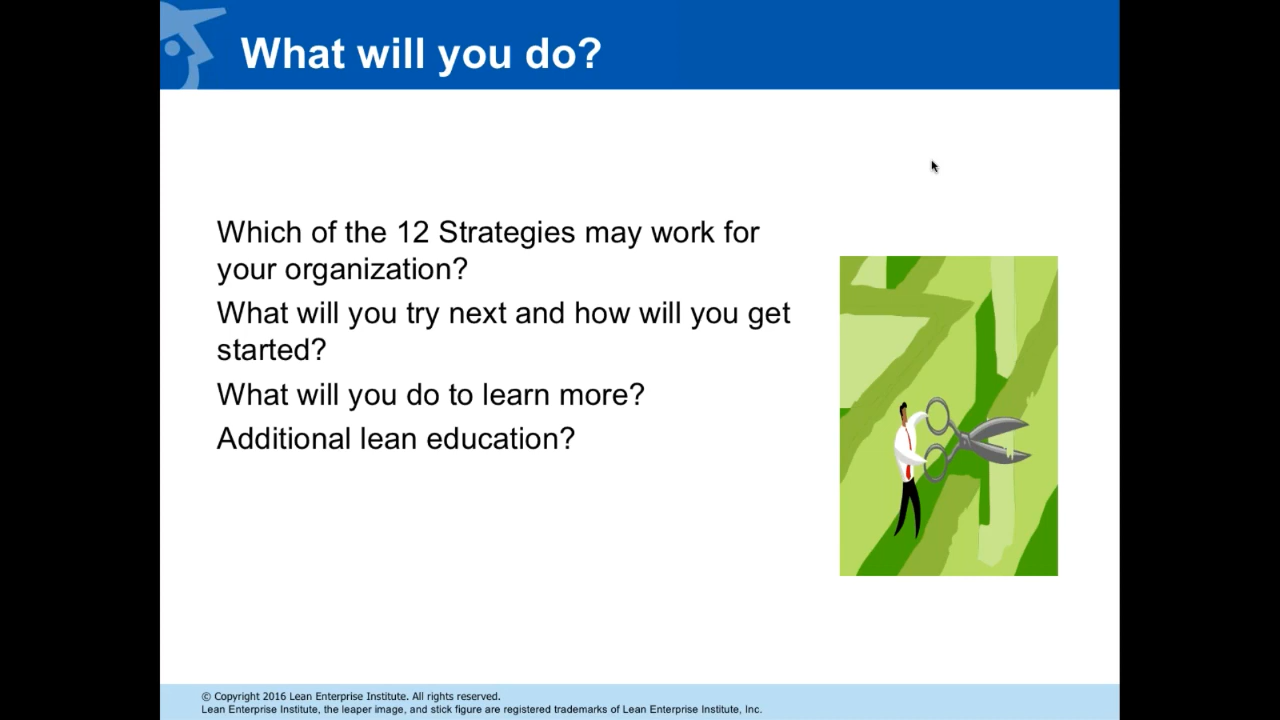 What will you do?
Which of the 12 Strategies may work for
your organization?
What will you try next and how will you get
started?
What will you do to learn more?
Additional lean education?
© Copyright 2016 Lean Enterprise Institute. All rights reserved.
Lean Enterprise Institute, the leaper image, and stick figure are registered trademarks of Lean Enterprise Institute, Inc.